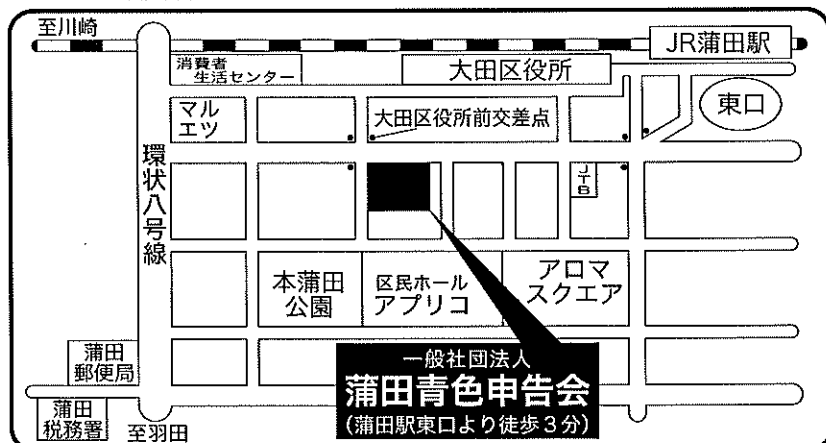 至川崎
JR蒲田駅
消費者
生活センター
大田区役所
東口
マル
エツ
大田区役所前交差点
環状八号線
JTB
本蒲田
公園
区民ホール
アプリコ
アロマ
スクエア
蒲田
郵便局
一般社団法人
蒲田青色申告会
(蒲田駅東口より徒歩3分)
蒲田
税務署
至羽田